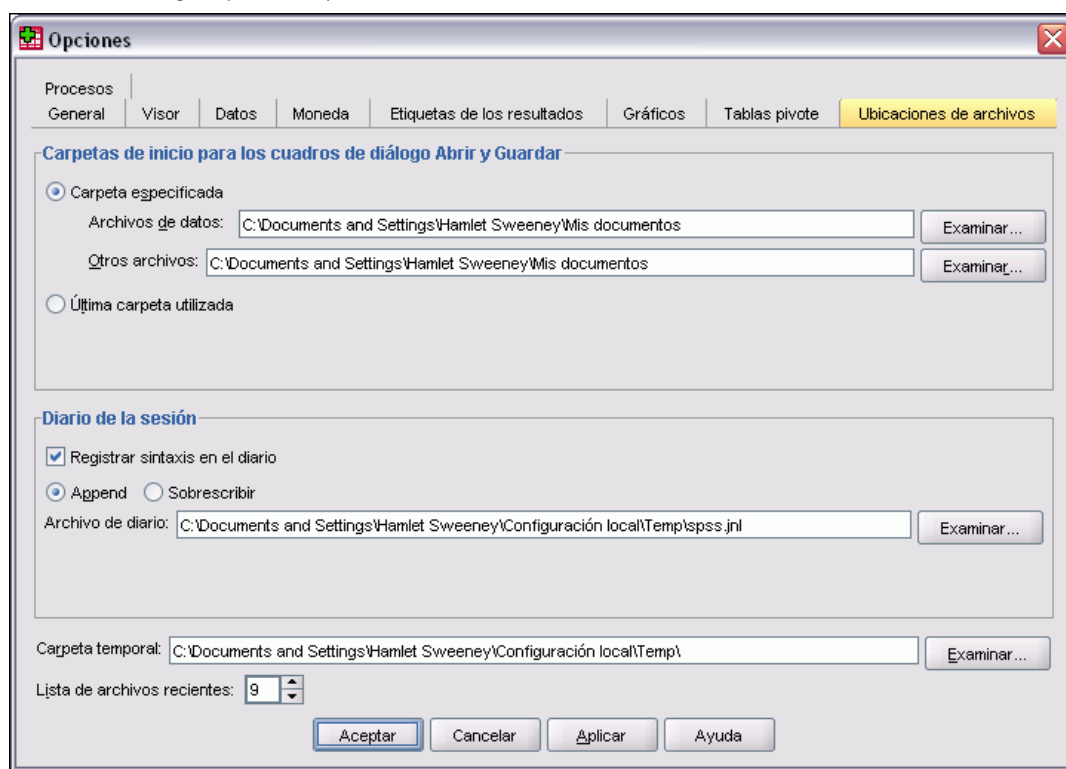 Opciones
Procesos
General Visor Datos Moneda Etiquetas de los resultados Gráficos Tablas pivote Ubicaciones de archivos
Carpetas de inicio para los cuadros de diálogo Abrir y Guardar
Carpeta especificada
Archivos de datos: C:\Documents and Settings\Hamlet Sweeney\Mis documentos Examinar...
Otros archivos: C:\Documents and Settings\Hamlet Sweeney\Mis documentos Examinar...
Última carpeta utilizada
Diario de la sesión
Registrar sintaxis en el diario
Append Sobrescribir
Archivo de diario: C:\Documents and Settings\Hamlet Sweeney\Configuración local\Temp\spss.jnl Examinar...
Carpeta temporal: C:\Documents and Settings\Hamlet Sweeney\Configuración local\Temp\ Examinar...
Lista de archivos recientes: 9
Aceptar Cancelar Aplicar Ayuda